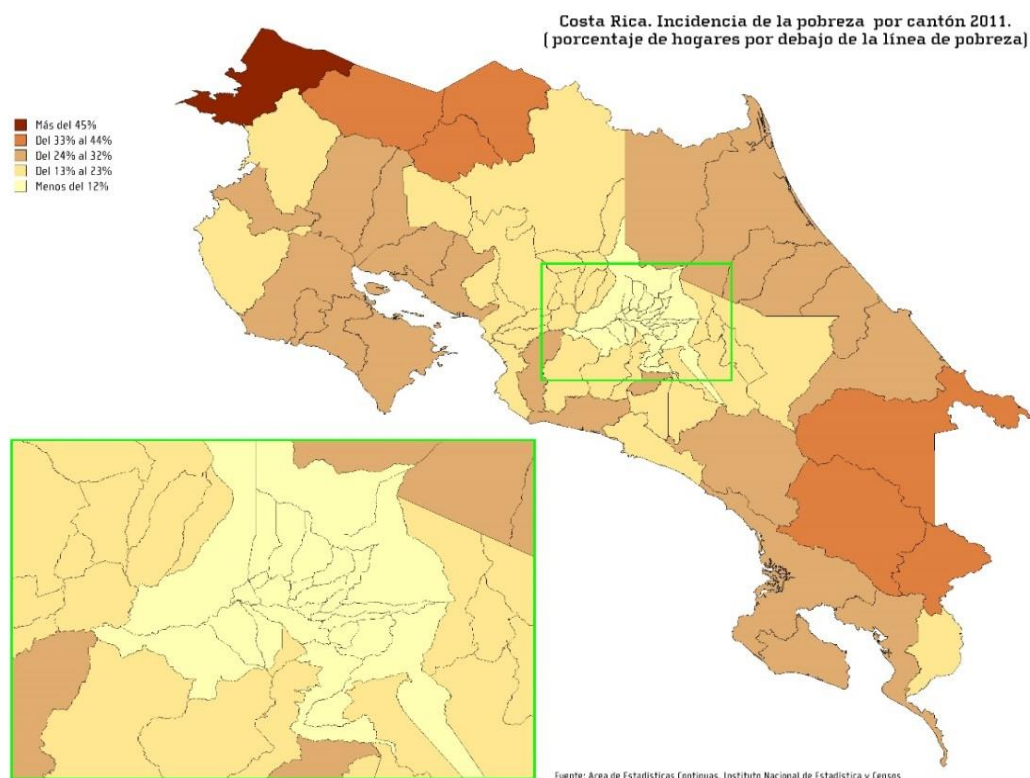 Costa Rica. Incidencia de la pobreza por cantón 2011.
( porcentaje de hogares por debajo de la línea de pobreza)
Más del 45%
Del 33% al 44%
Del 24% al 32%
Del 13% al 23%
Menos del 12%
Fuente: Area de Estadísticas Continuas, Instituto Nacional de Estadística y Censos